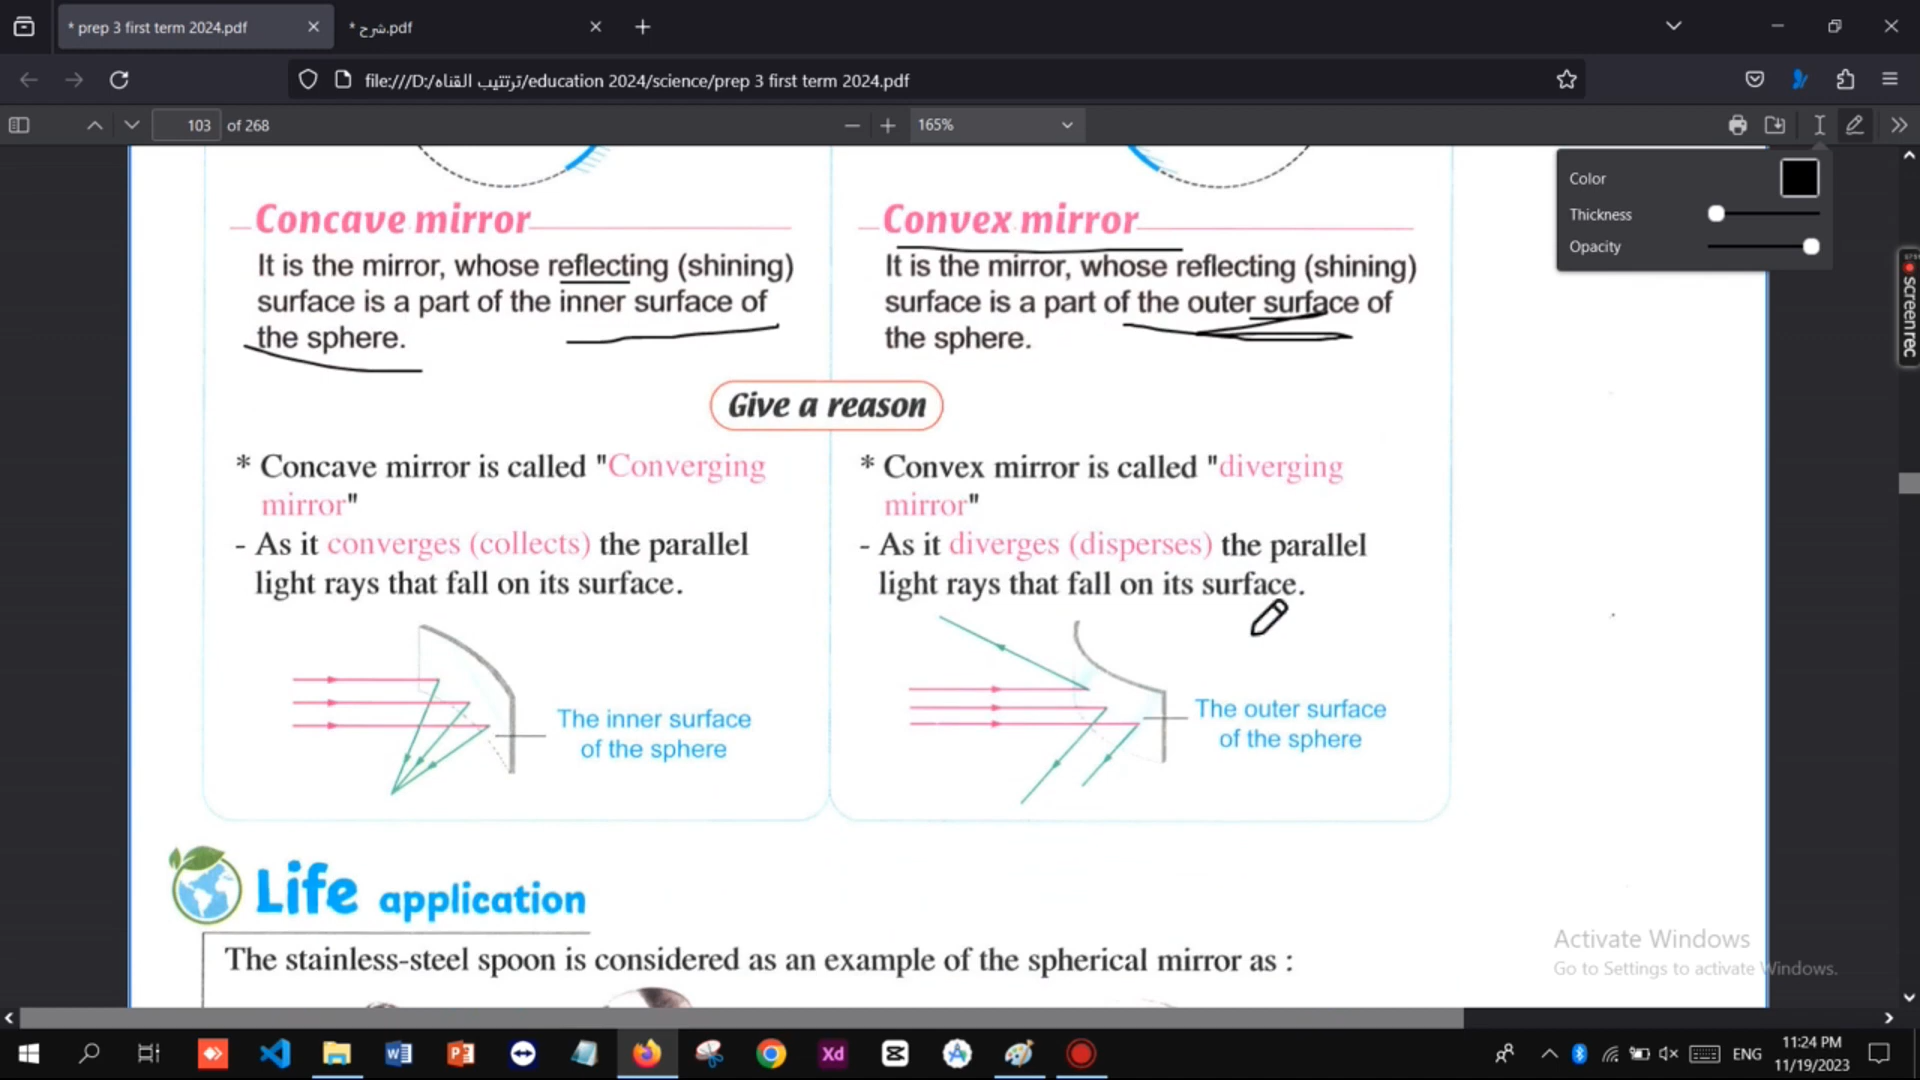 * prep 3 first term 2024.pdf
* شرح.pdf
file:///D:/ترتتيب القناه/education 2024/science/prep 3 first term 2024.pdf
103 of 268
165%
Color
Thickness
Opacity
screenrec
Concave mirror
It is the mirror, whose reflecting (shining)
surface is a part of the inner surface of
the sphere.
Convex mirror
It is the mirror, whose reflecting (shining)
surface is a part of the outer surface of
the sphere.
Give a reason
* Concave mirror is called "Converging
mirror"
- As it converges (collects) the parallel
light rays that fall on its surface.
The inner surface
of the sphere
* Convex mirror is called "diverging
mirror"
- As it diverges (disperses) the parallel
light rays that fall on its surface.
The outer surface
of the sphere
Life application
The stainless-steel spoon is considered as an example of the spherical mirror as :
Activate Windows
Go to Settings to activate Windows.
Xd
ENG
11:24 PM
11/19/2023